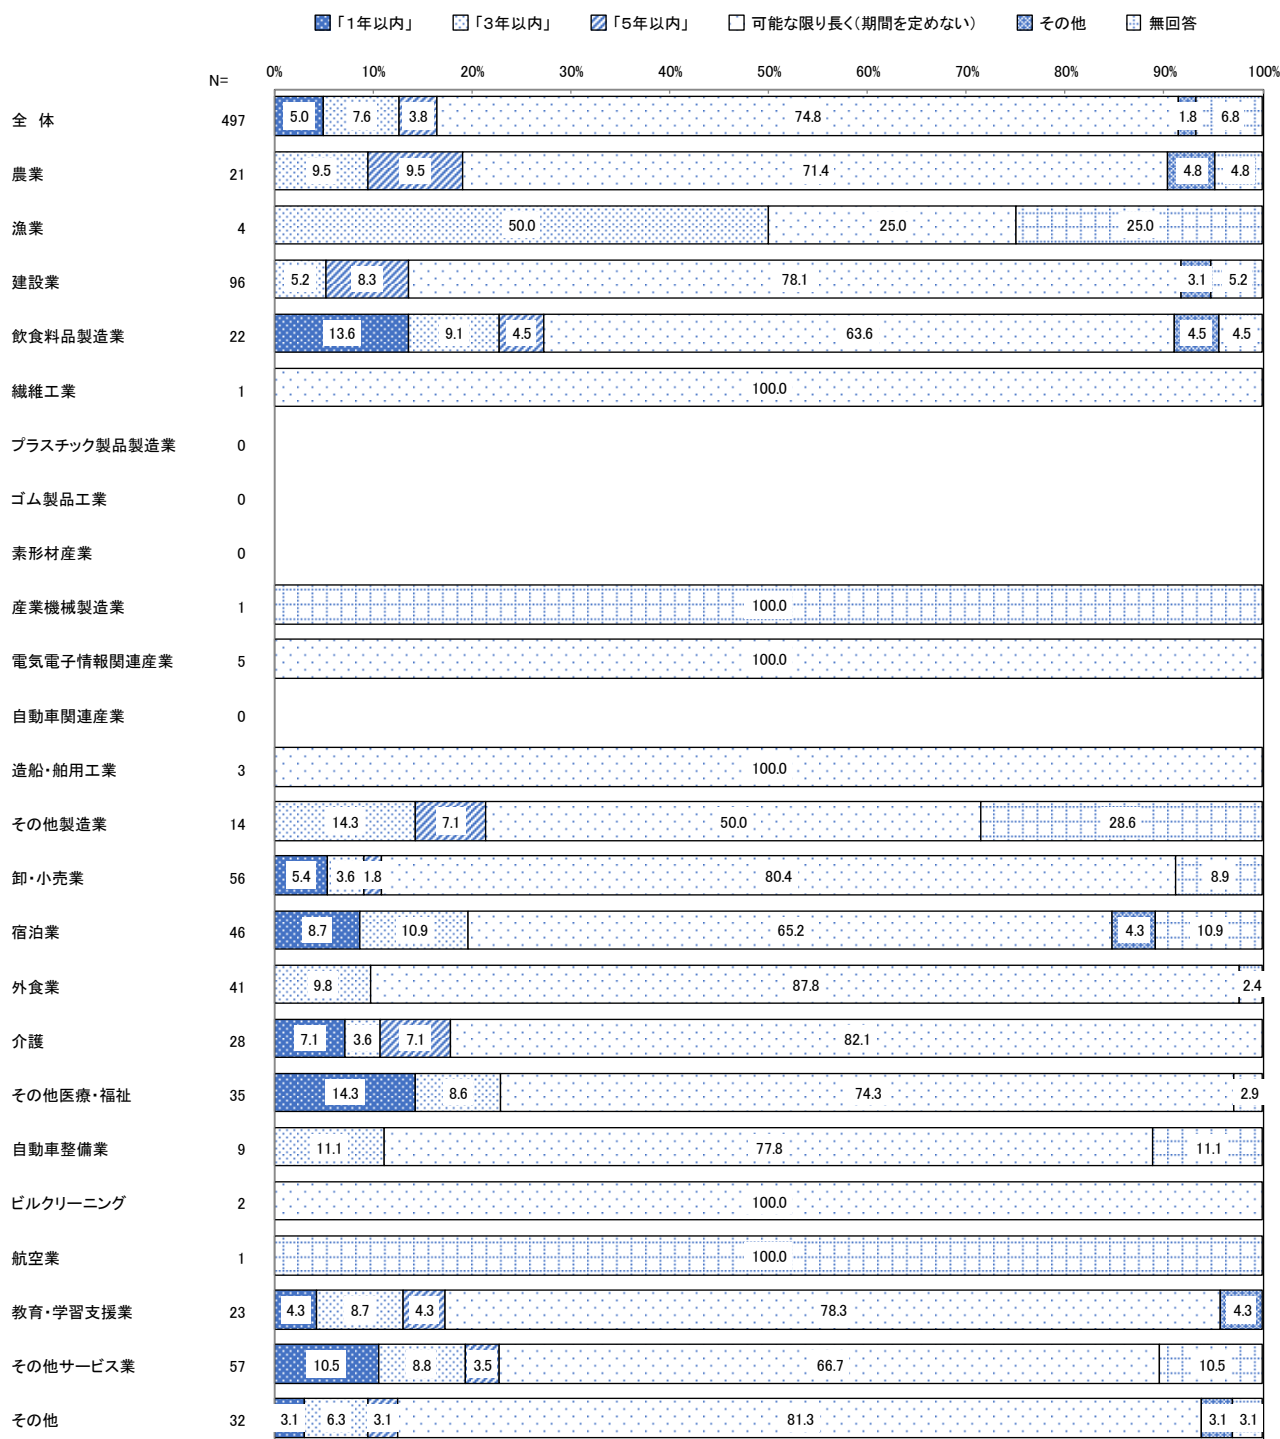 「1年以内」 「3年以内」 「5年以内」 可能な限り長く(期間を定めない) その他 無回答
N= 0% 10% 20% 30% 40% 50% 60% 70% 80% 90% 100%
全 体 497 5.0 7.6 3.8 74.8 1.8 6.8
農業 21 9.5 9.5 71.4 4.8 4.8
漁業 4 50.0 25.0 25.0
建設業 96 5.2 8.3 78.1 3.1 5.2
飲食料品製造業 22 13.6 9.1 4.5 63.6 4.5 4.5
繊維工業 1 100.0
プラスチック製品製造業 0
ゴム製品工業 0
素形材産業 0
産業機械製造業 1 100.0
電気電子情報関連産業 5 100.0
自動車関連産業 0
造船・舶用工業 3 100.0
その他製造業 14 14.3 7.1 50.0 28.6
卸・小売業 56 5.4 3.6 1.8 80.4 8.9
宿泊業 46 8.7 10.9 65.2 4.3 10.9
外食業 41 9.8 87.8 2.4
介護 28 7.1 3.6 7.1 82.1
その他医療・福祉 35 14.3 8.6 74.3 2.9
自動車整備業 9 11.1 77.8 11.1
ビルクリーニング 2 100.0
航空業 1 100.0
教育・学習支援業 23 4.3 8.7 4.3 78.3 4.3
その他サービス業 57 10.5 8.8 3.5 66.7 10.5
その他 32 3.1 6.3 3.1 81.3 3.1 3.1